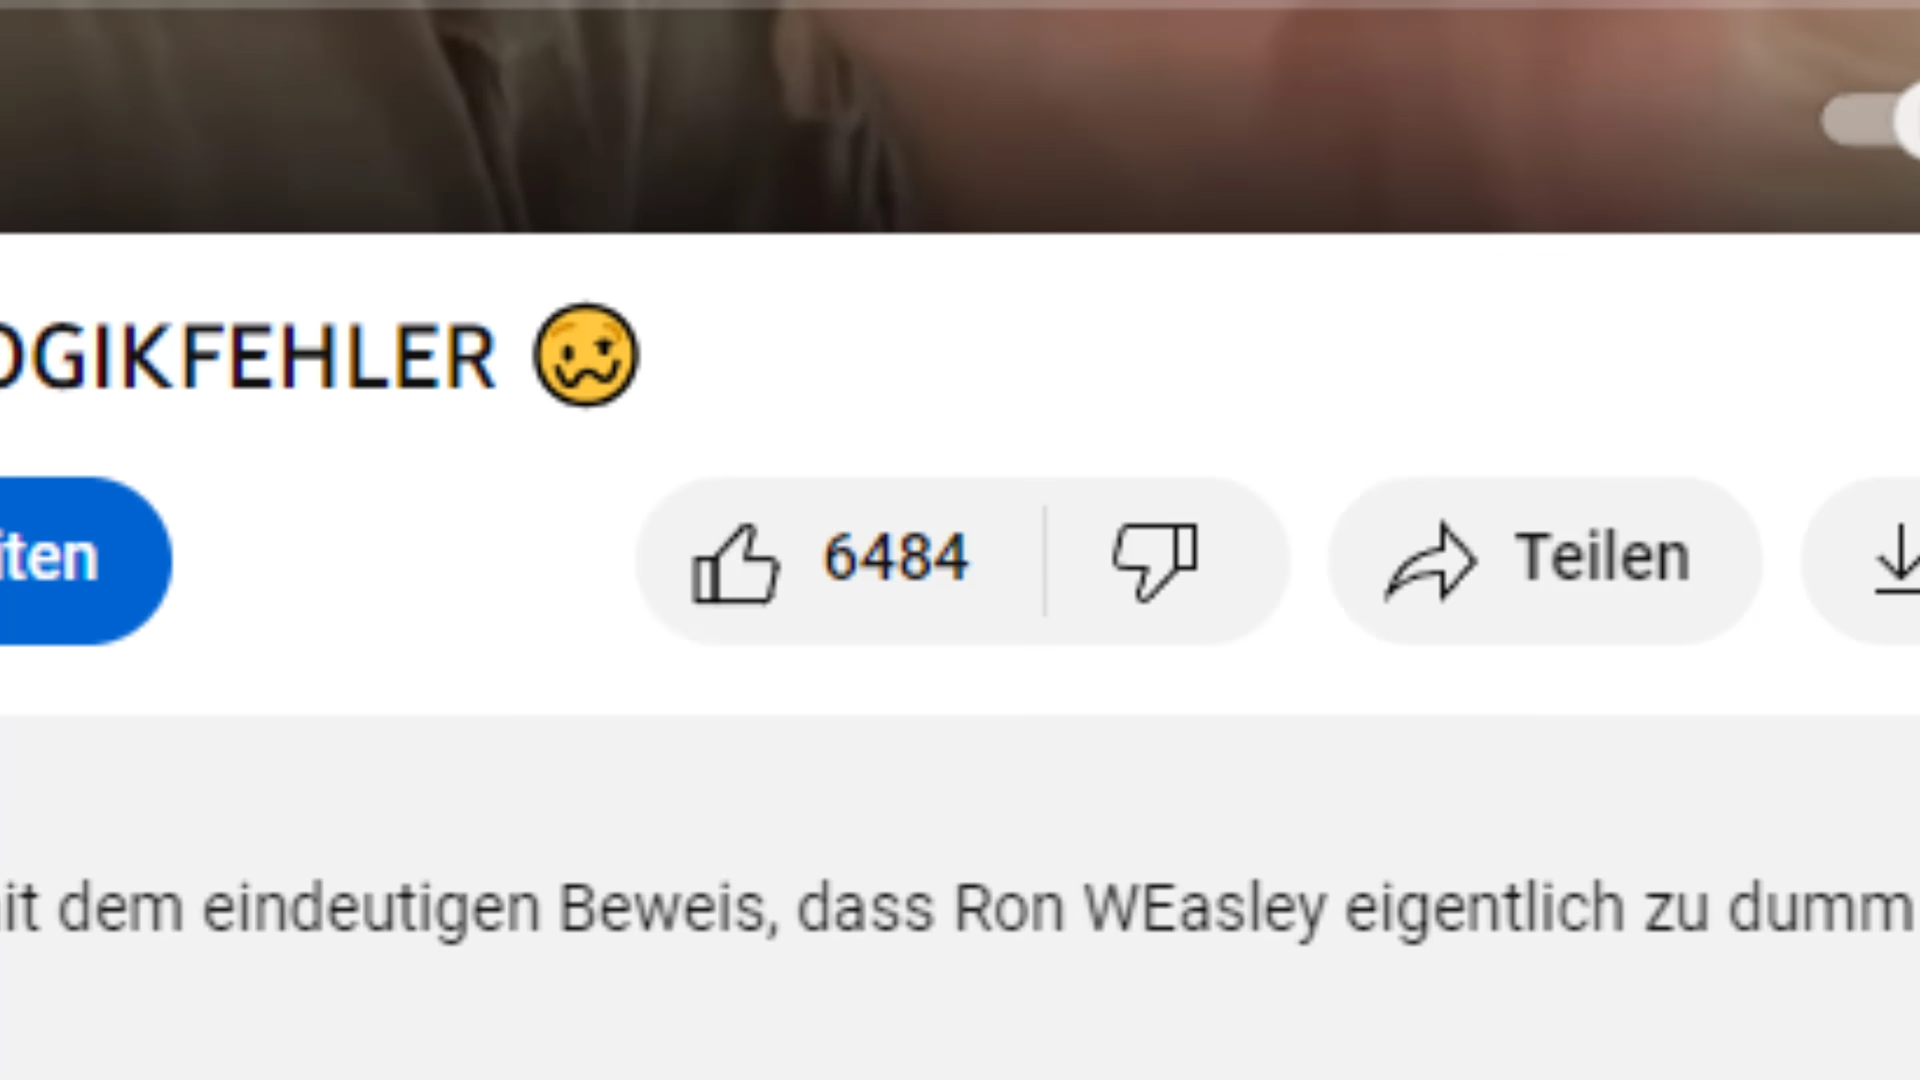 OGIKFEHLER 🥴
iten
6484
Teilen
it dem eindeutigen Beweis, dass Ron WEasley eigentlich zu dumm